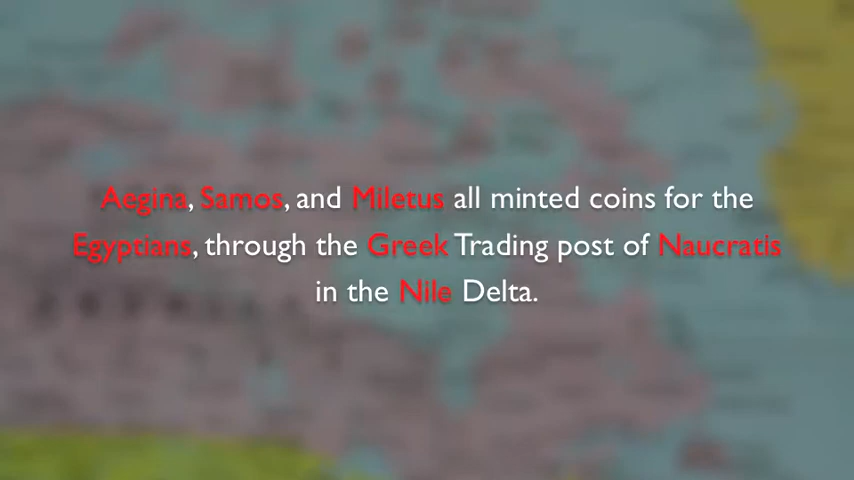 Aegina, Samos, and Miletus all minted coins for the
Egyptians, through the Greek Trading post of Naucratis
in the Nile Delta.